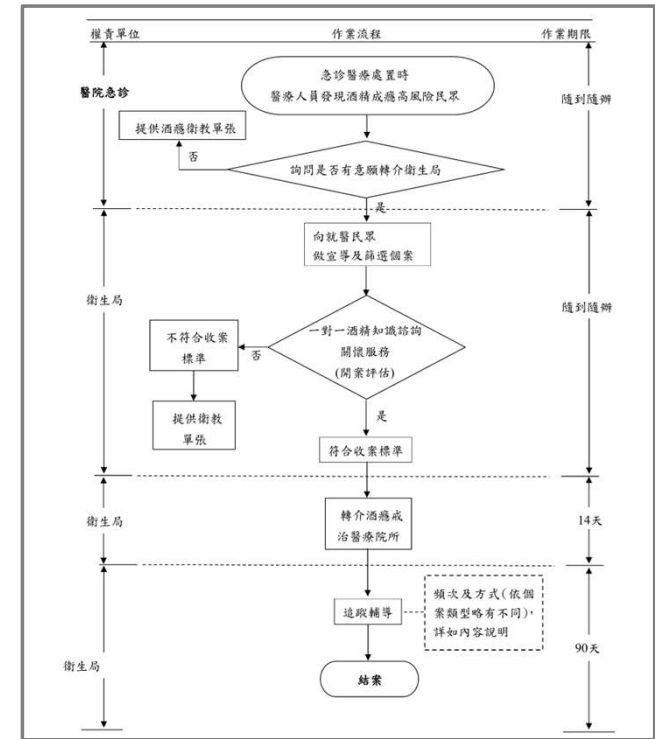 權責單位 作業流程 作業期限
醫院急診
急診醫療處置時
醫療人員發現酒精成癮高風險民眾
隨到隨辦
提供酒癮衛教單張
否
詢問是否有意願轉介衛生局
是
向就醫民眾
做宣導及篩選個案
衛生局
隨到隨辦
一對一酒精知識諮詢
關懷服務
(開案評估)
否
不符合收案
標準
提供衛教
單張
是
符合收案標準
衛生局
轉介酒癮戒
治醫療院所
14天
追蹤輔導
頻次及方式(依個
案類型略有不同),
詳如內容說明
衛生局
90天
結案